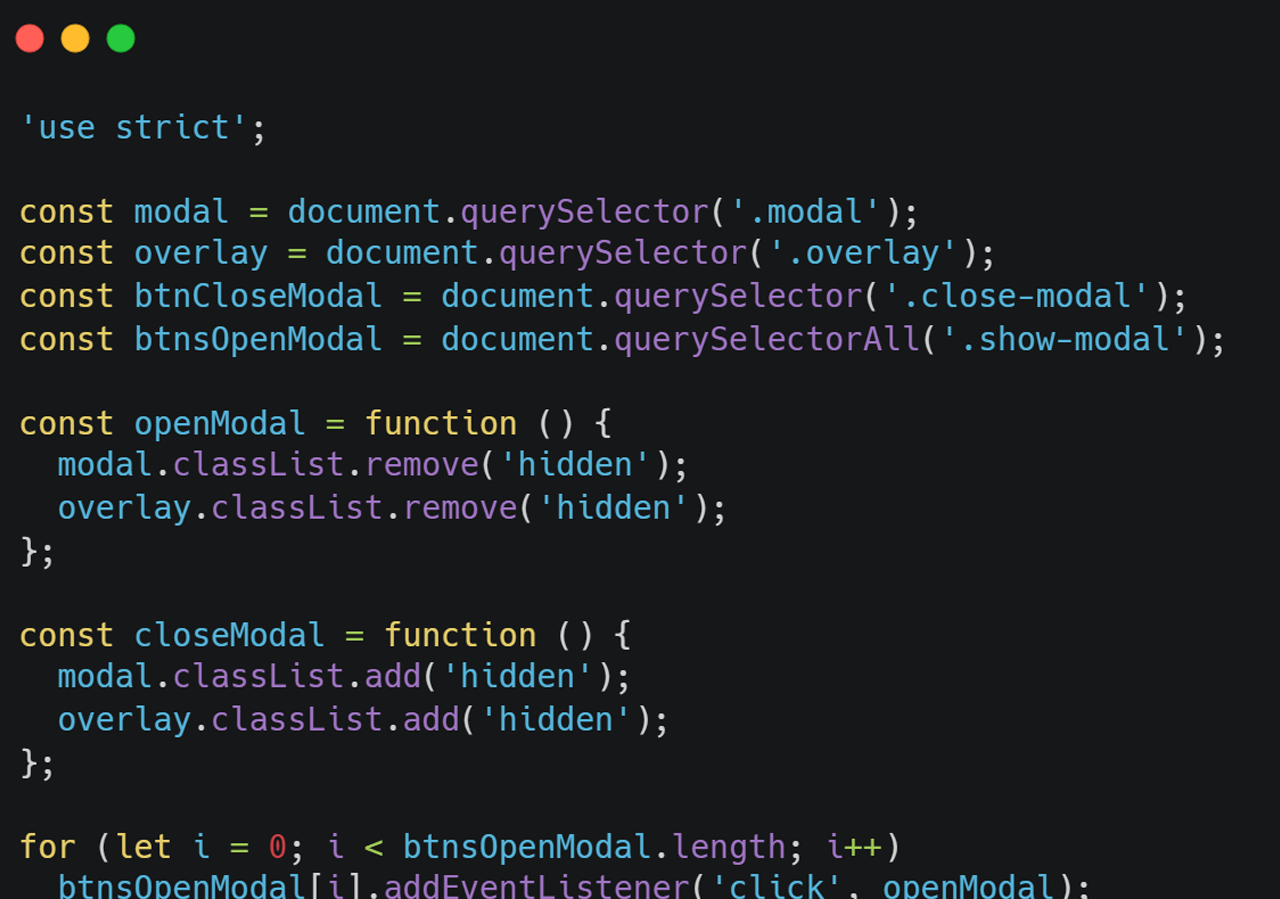 'use strict';

const modal = document.querySelector('.modal');
const overlay = document.querySelector('.overlay');
const btnCloseModal = document.querySelector('.close-modal');
const btnsOpenModal = document.querySelectorAll('.show-modal');

const openModal = function () {
  modal.classList.remove('hidden');
  overlay.classList.remove('hidden');
};

const closeModal = function () {
  modal.classList.add('hidden');
  overlay.classList.add('hidden');
};

for (let i = 0; i < btnsOpenModal.length; i++)
  btnsOpenModal[i].addEventListener('click', openModal);